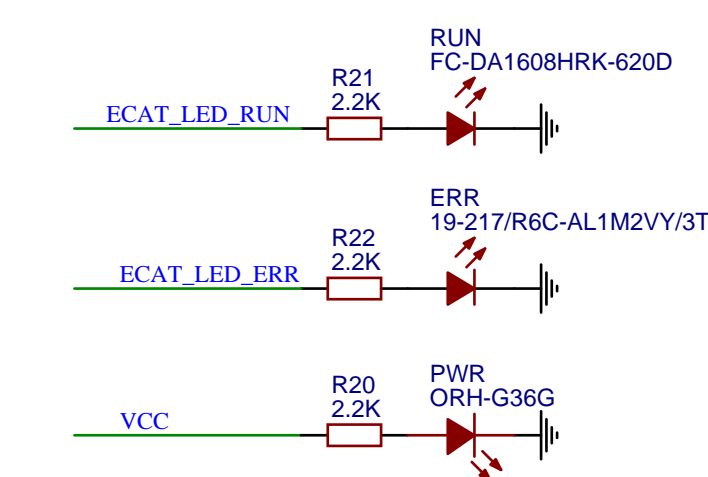 RUN
FC-DA1608HRK-620D
R21
2.2K
ECAT_LED_RUN
ERR
19-217/R6C-AL1M2VY/3T
R22
2.2K
ECAT_LED_ERR
PWR
ORH-G36G
R20
2.2K
VCC